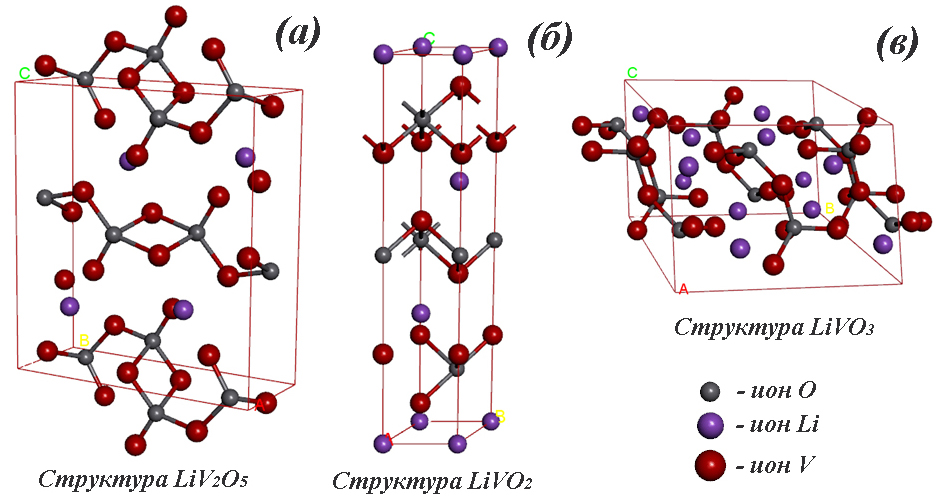 (а)
(б)
(в)
C
B
A
C
A
B
C
B
A
Структура LiV₂O₅
Структура LiVO₂
Структура LiVO₃
- ион O
- ион Li
- ион V